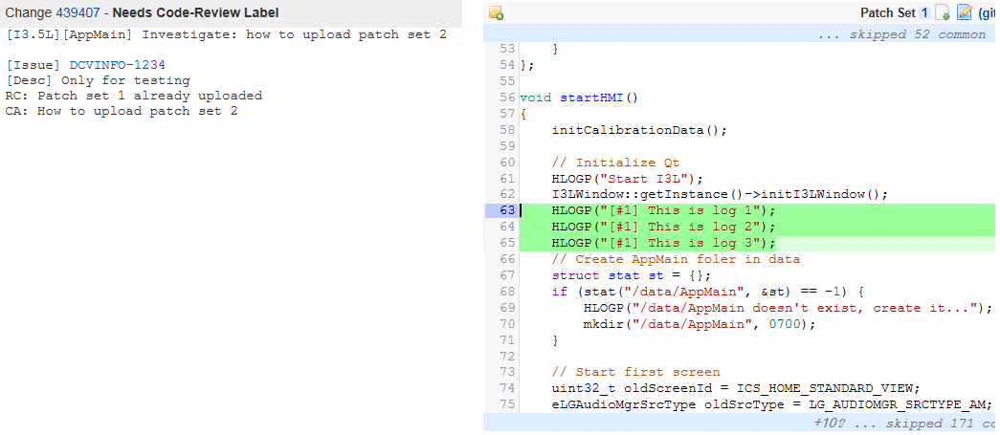 Change 439407 - Needs Code-Review Label
[I3.5L][AppMain] Investigate: how to upload patch set 2
[Issue] DCVINFO-1234
[Desc] Only for testing
RC: Patch set 1 already uploaded
CA: How to upload patch set 2
Patch Set 1 (git
... skipped 52 common
53 }
54 };
55
56 void startHMI()
57 {
58 initCalibrationData();
59
60 // Initialize Qt
61 HLOGP("Start I3L");
62 I3LWindow::getInstance()->initI3LWindow();
63 HLOGP("[#1] This is log 1");
64 HLOGP("[#1] This is log 2");
65 HLOGP("[#1] This is log 3");
66 // Create AppMain foler in data
67 struct stat st = {};
68 if (stat("/data/AppMain", &st) == -1) {
69 HLOGP("/data/AppMain doesn't exist, create it...");
70 mkdir("/data/AppMain", 0700);
71 }
72
73 // Start first screen
74 uint32_t oldScreenId = ICS_HOME_STANDARD_VIEW;
75 eLGAudioMgrSrcType oldSrcType = LG_AUDIOMGR_SRCTYPE_AM;
+10⇧ ... skipped 171 co